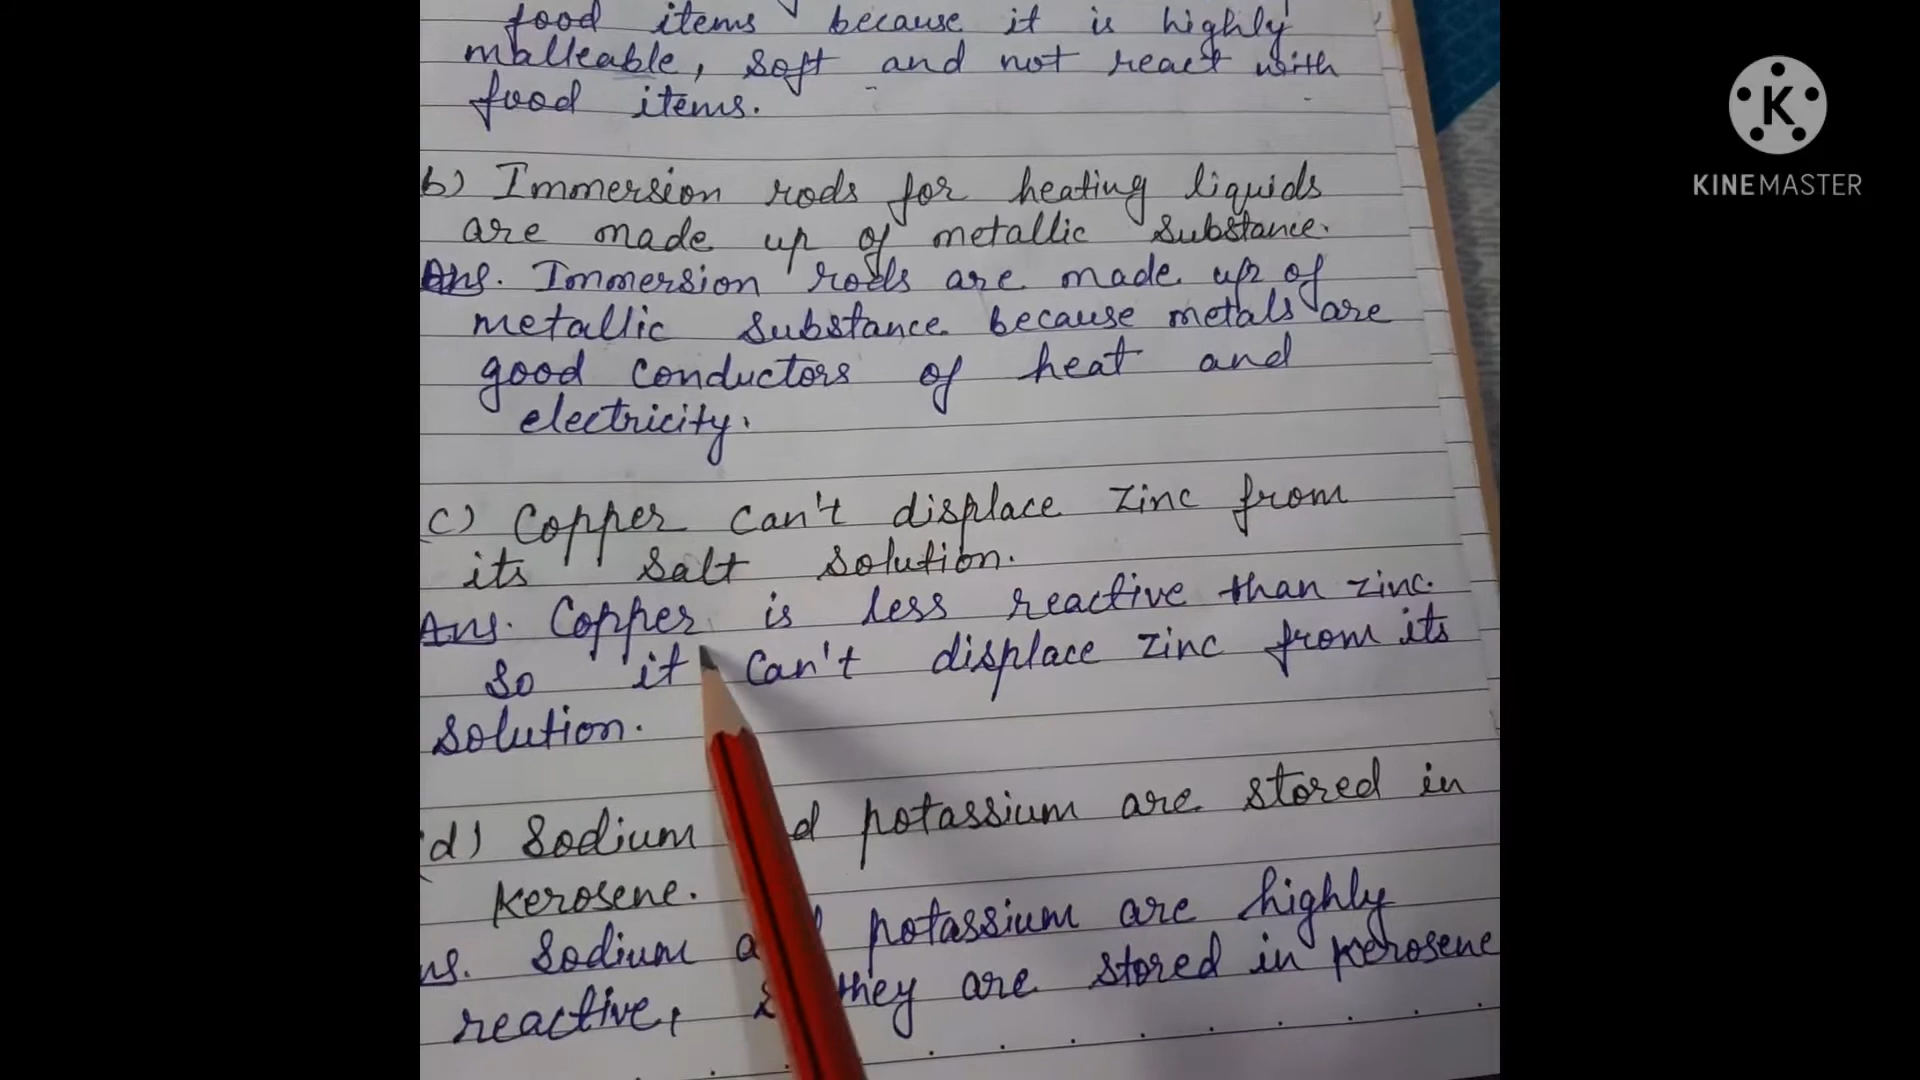 food items because it is highly
malleable, soft and not react with
food items.
b) Immersion rods for heating liquids
are made up of metallic substance.
Ans. Immersion rods are made up of
metallic substance because metals are
good conductors of heat and
electricity.
(c) Copper can't displace zinc from
its salt solution.
Ans. Copper is less reactive than zinc.
So it can't displace zinc from its
solution.
(d) Sodium d potassium are stored in
kerosene.
ns. Sodium a potassium are highly
reactive, s they are stored in kerosene
K
KINEMASTER